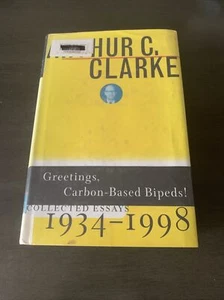 HUR C.
CLARKE
Greetings,
Carbon-Based Bipeds!
COLLECTED ESSAYS
1934–1998